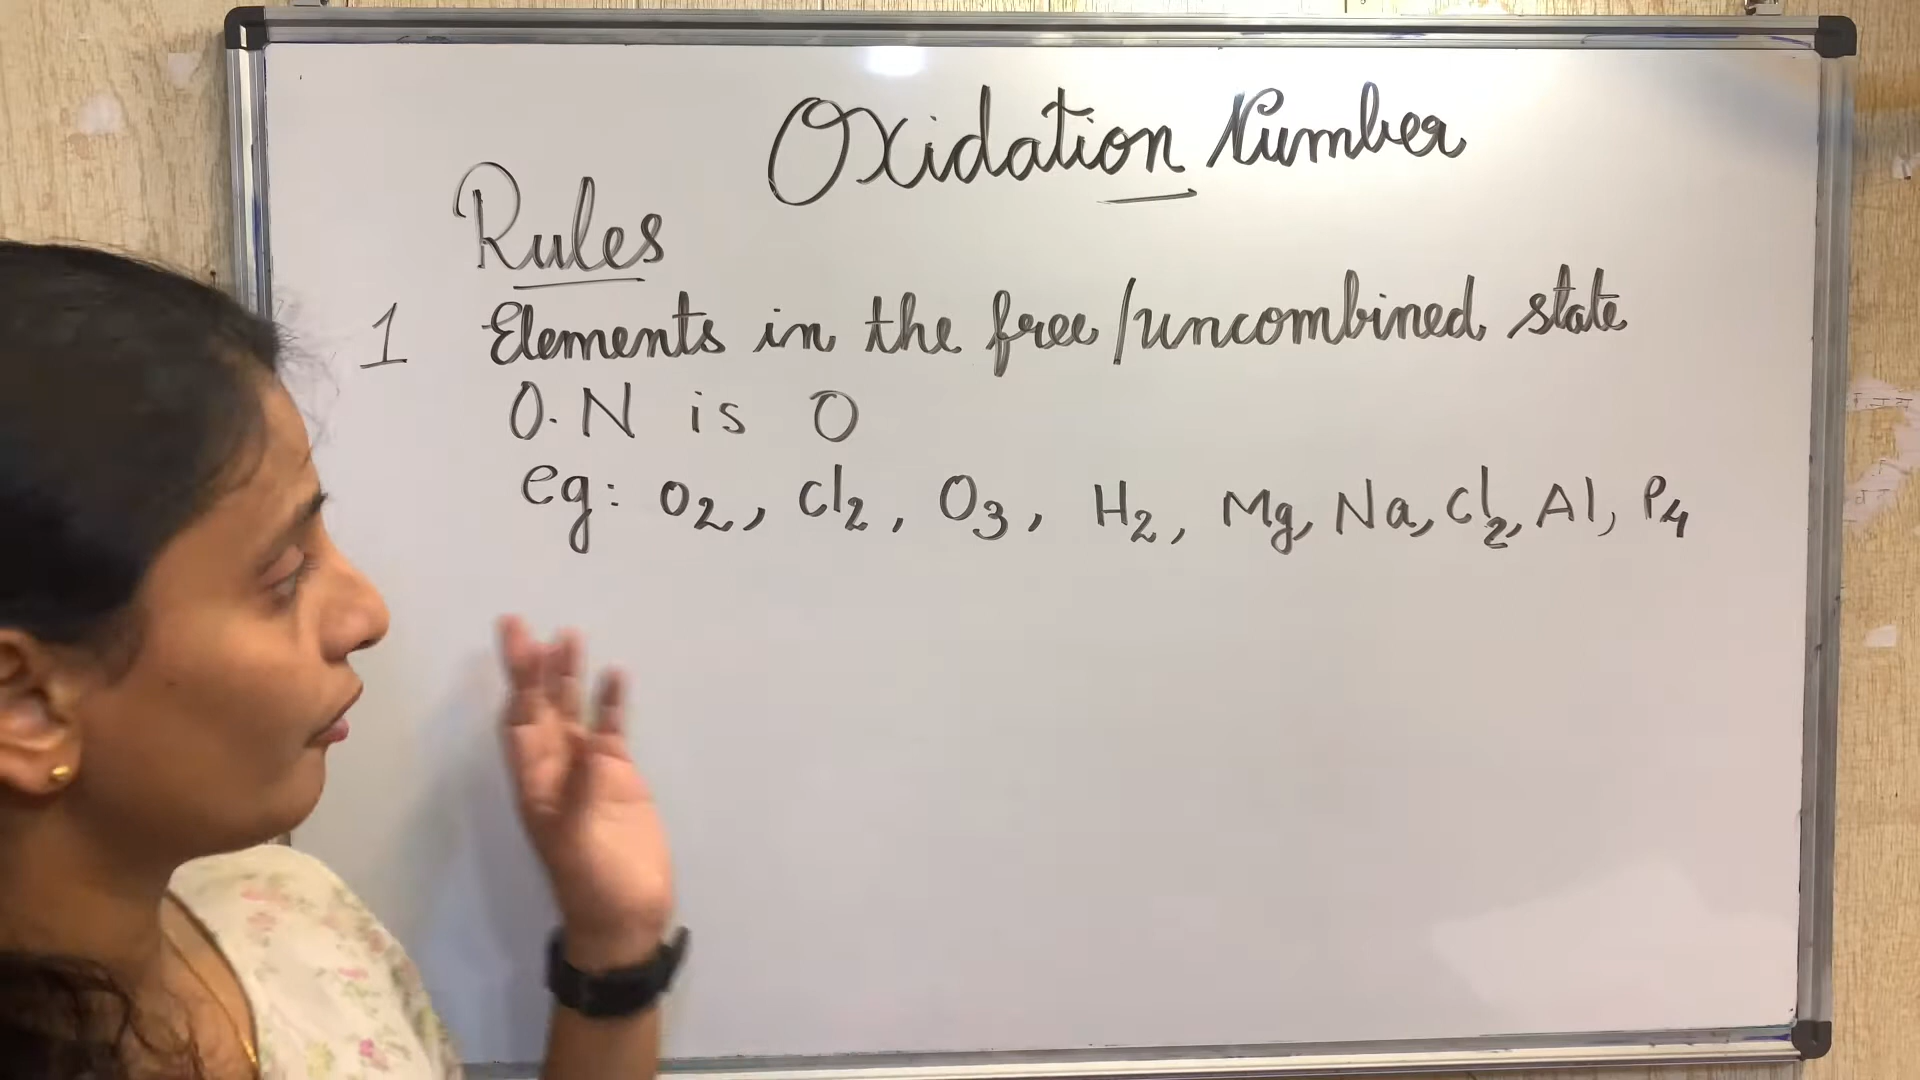 Oxidation Number
Rules
1 Elements in the free/uncombined state
O.N is O
eg: O2, Cl2, O3, H2, Mg, Na, Cl2, Al, P4